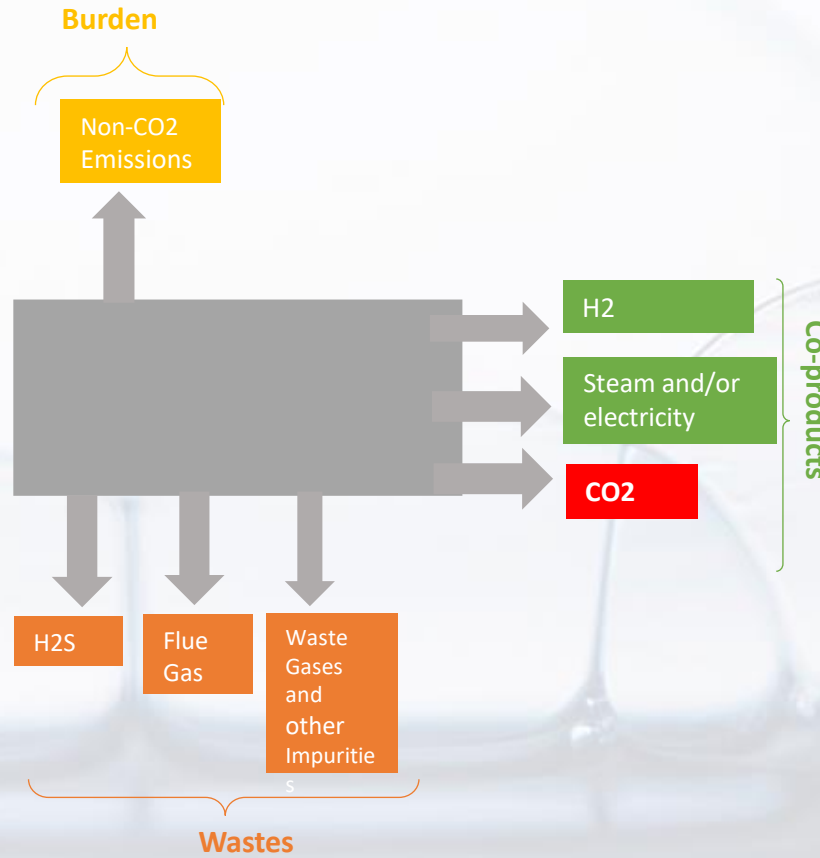 Burden
Non-CO2
Emissions
H2
Steam and/or
electricity
CO2
Co-products
H2S
Flue
Gas
Waste
Gases
and
other
Impuritie
s
Wastes